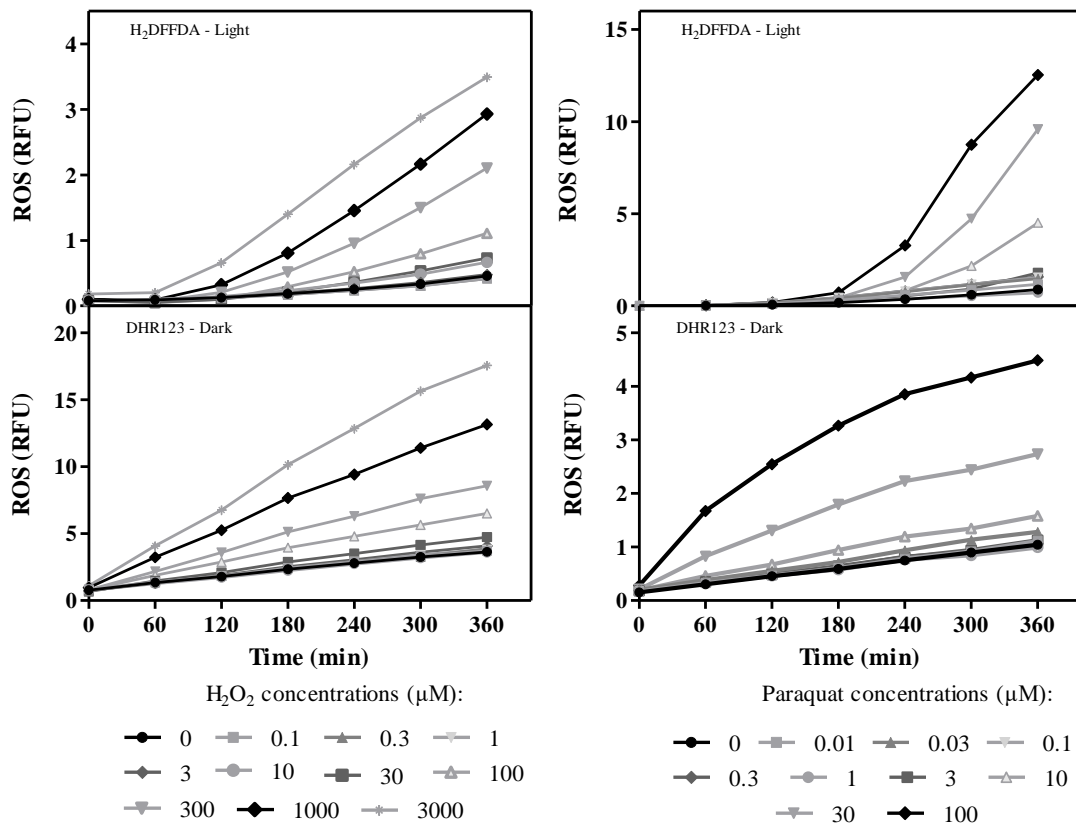 H₂DFFDA - Light
ROS (RFU)
4
3
2
1
0
H₂DFFDA - Light
ROS (RFU)
15
10
5
0
DHR123 - Dark
ROS (RFU)
20
15
10
5
0
0 60 120 180 240 300 360
Time (min)
DHR123 - Dark
ROS (RFU)
5
4
3
2
1
0
0 60 120 180 240 300 360
Time (min)
H₂O₂ concentrations (µM):
0 0.1 0.3 1
3 10 30 100
300 1000 3000
Paraquat concentrations (µM):
0 0.01 0.03 0.1
0.3 1 3 10
30 100